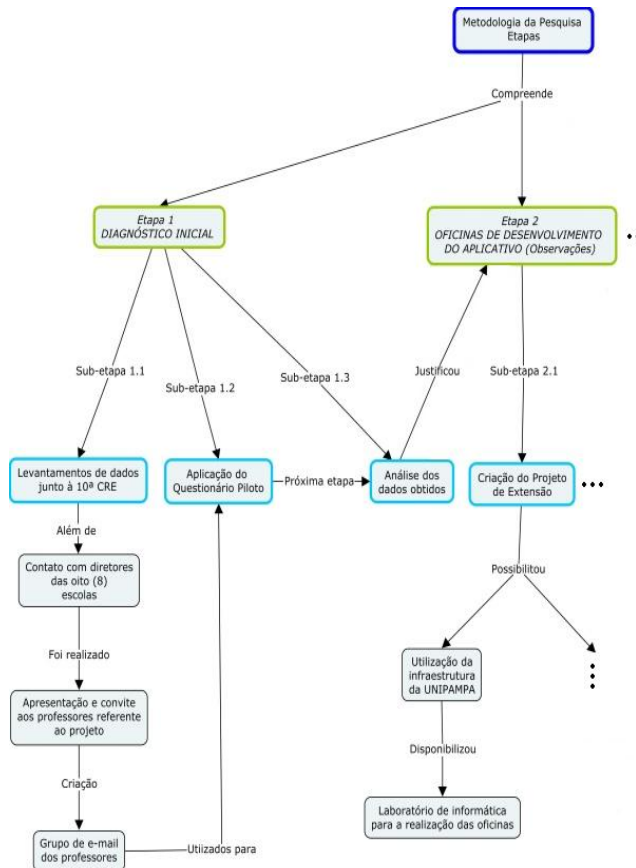 Metodologia da Pesquisa
Etapas
Compreende
Etapa 1
DIAGNÓSTICO INICIAL
Etapa 2
OFICINAS DE DESENVOLVIMENTO
DO APLICATIVO (Observações)
Sub-etapa 1.1
Sub-etapa 1.2
Sub-etapa 1.3
Justificou
Sub-etapa 2.1
Levantamentos de dados
junto à 10ª CRE
Aplicação do
Questionário Piloto
Próxima etapa
Análise dos
dados obtidos
Criação do Projeto
de Extensão
Além de
Contato com diretores
das oito (8)
escolas
Possibilitou
Foi realizado
Utilização da
infraestrutura
da UNIPAMPA
Apresentação e convite
aos professores referente
ao projeto
Disponibilizou
Criação
Laboratório de informática
para a realização das oficinas
Grupo de e-mail
dos professores
Utiizados para